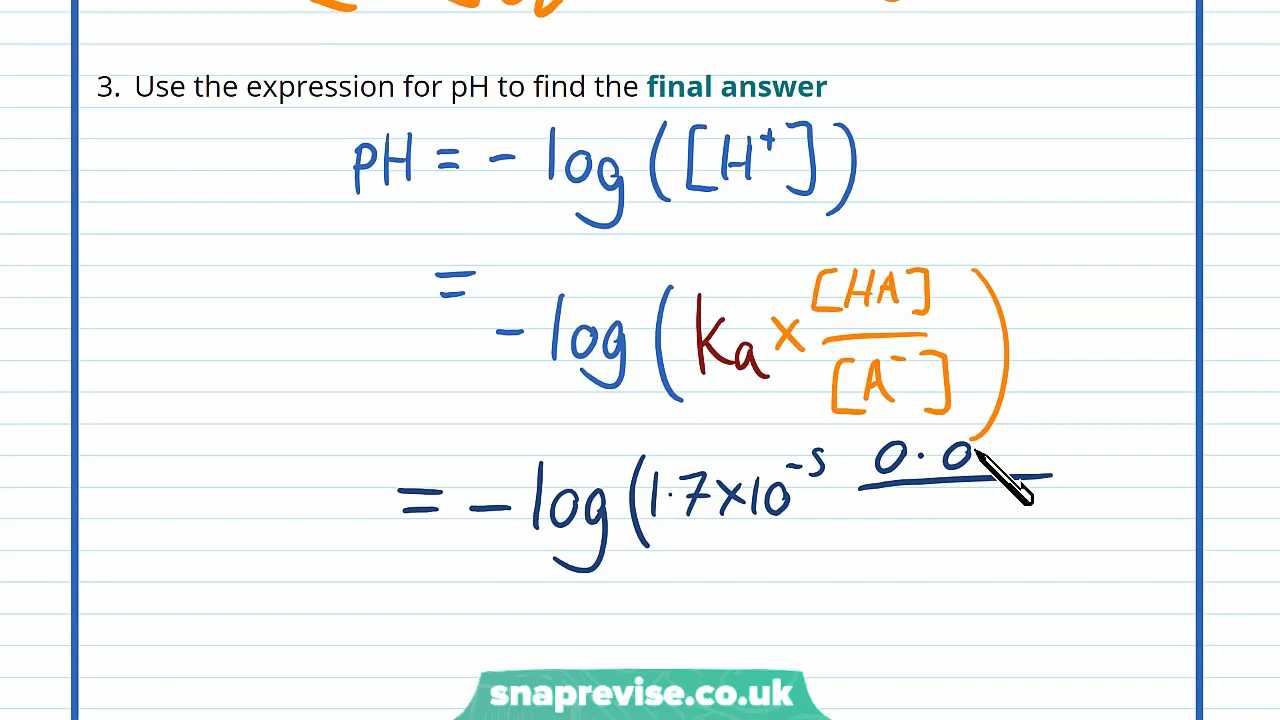 3. Use the expression for pH to find the final answer
pH = - log ([H⁺])
= - log (Ka × [HA] / [A⁻])
= - log (1.7×10⁻⁵ 0.0
snaprevise.co.uk